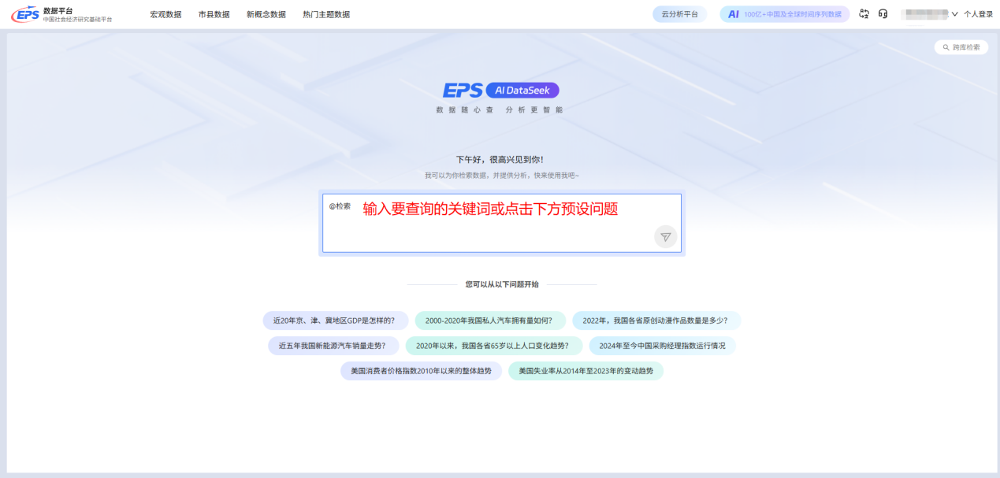 EPS 数据平台
中国社会经济研究基础平台
宏观数据 市县数据 新概念数据 热门主题数据
云分析平台 AI 100亿+中国及全球时间序列数据 个人登录
跨库检索
EPS AI DataSeek
数据随心查 分析更智能
下午好，很高兴见到你！
我可以为你检索数据，并提供分析，快来使用我吧~
@检索 输入要查询的关键词或点击下方预设问题
您可以从以下问题开始
近20年京、津、冀地区GDP是怎样的？ 2000-2020年我国私人汽车拥有量如何？ 2022年，我国各省原创动漫作品数量是多少？
近五年我国新能源汽车销量走势？ 2020年以来，我国各省65岁以上人口变化趋势？ 2024年至今中国采购经理指数运行情况
美国消费者价格指数2010年以来的整体趋势 美国失业率从2014年至2023年的变动趋势